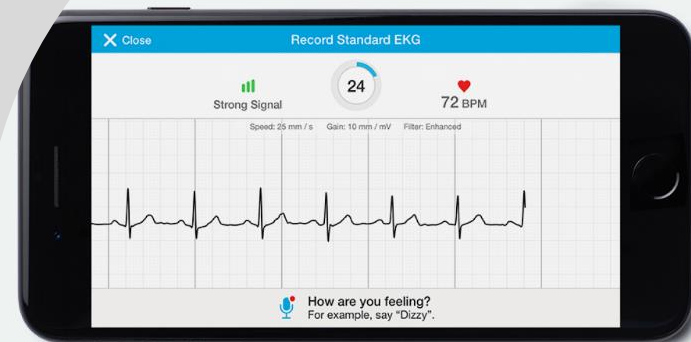 Close
Record Standard EKG
Strong Signal
24
72 BPM
Speed: 25 mm / s Gain: 10 mm / mV Filter: Enhanced
How are you feeling?
For example, say “Dizzy”.